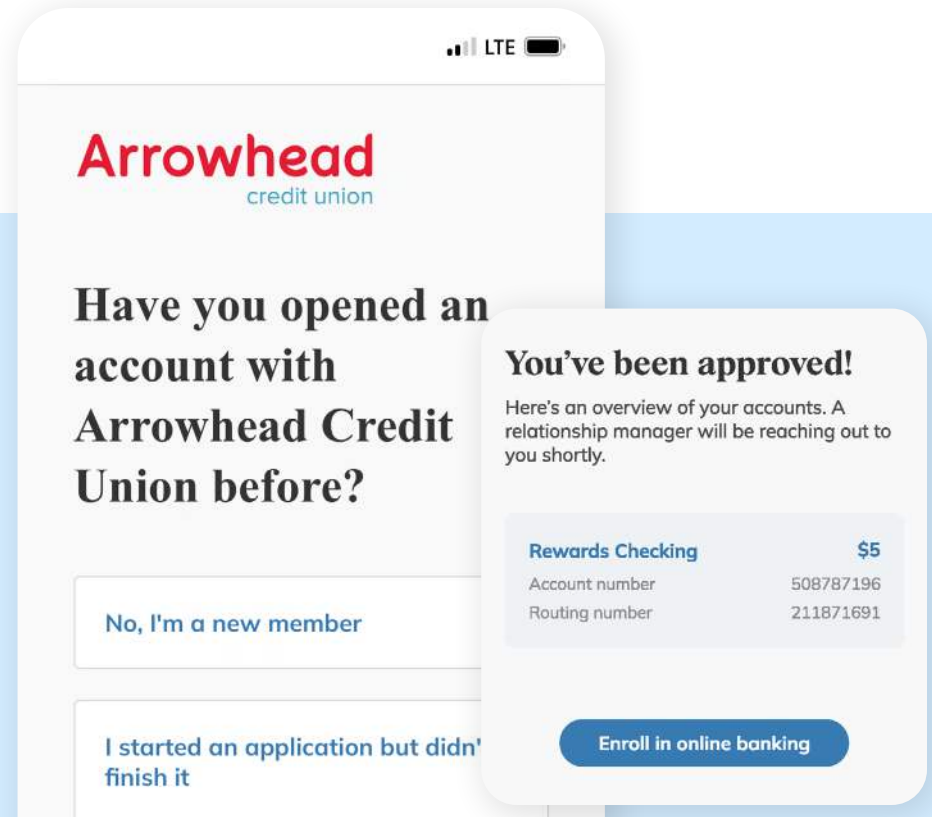 LTE
Arrowhead
credit union
Have you opened an
account with
Arrowhead Credit
Union before?
No, I'm a new member
I started an application but didn'
finish it
You’ve been approved!
Here’s an overview of your accounts. A
relationship manager will be reaching out to
you shortly.
Rewards Checking $5
Account number 508787196
Routing number 211871691
Enroll in online banking